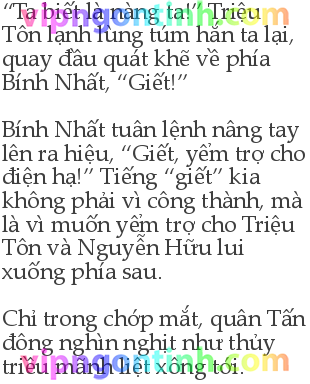 “Ta biết là nàng ta!” Triệu
Tôn lạnh lùng túm hắn ta lại,
quay đầu quát khẽ về phía
Bính Nhất, “Giết!”
Bính Nhất tuân lệnh nâng tay
lên ra hiệu, “Giết, yểm trợ cho
điện hạ!” Tiếng “giết” kia
không phải vì công thành, mà
là vì muốn yểm trợ cho Triệu
Tôn và Nguyễn Hữu lui
xuống phía sau.
Chỉ trong chớp mắt, quân Tấn
đông nghìn nghịt như thủy
triều mãnh liệt xông tới.
vipngontinh.com
vipngontinh.com